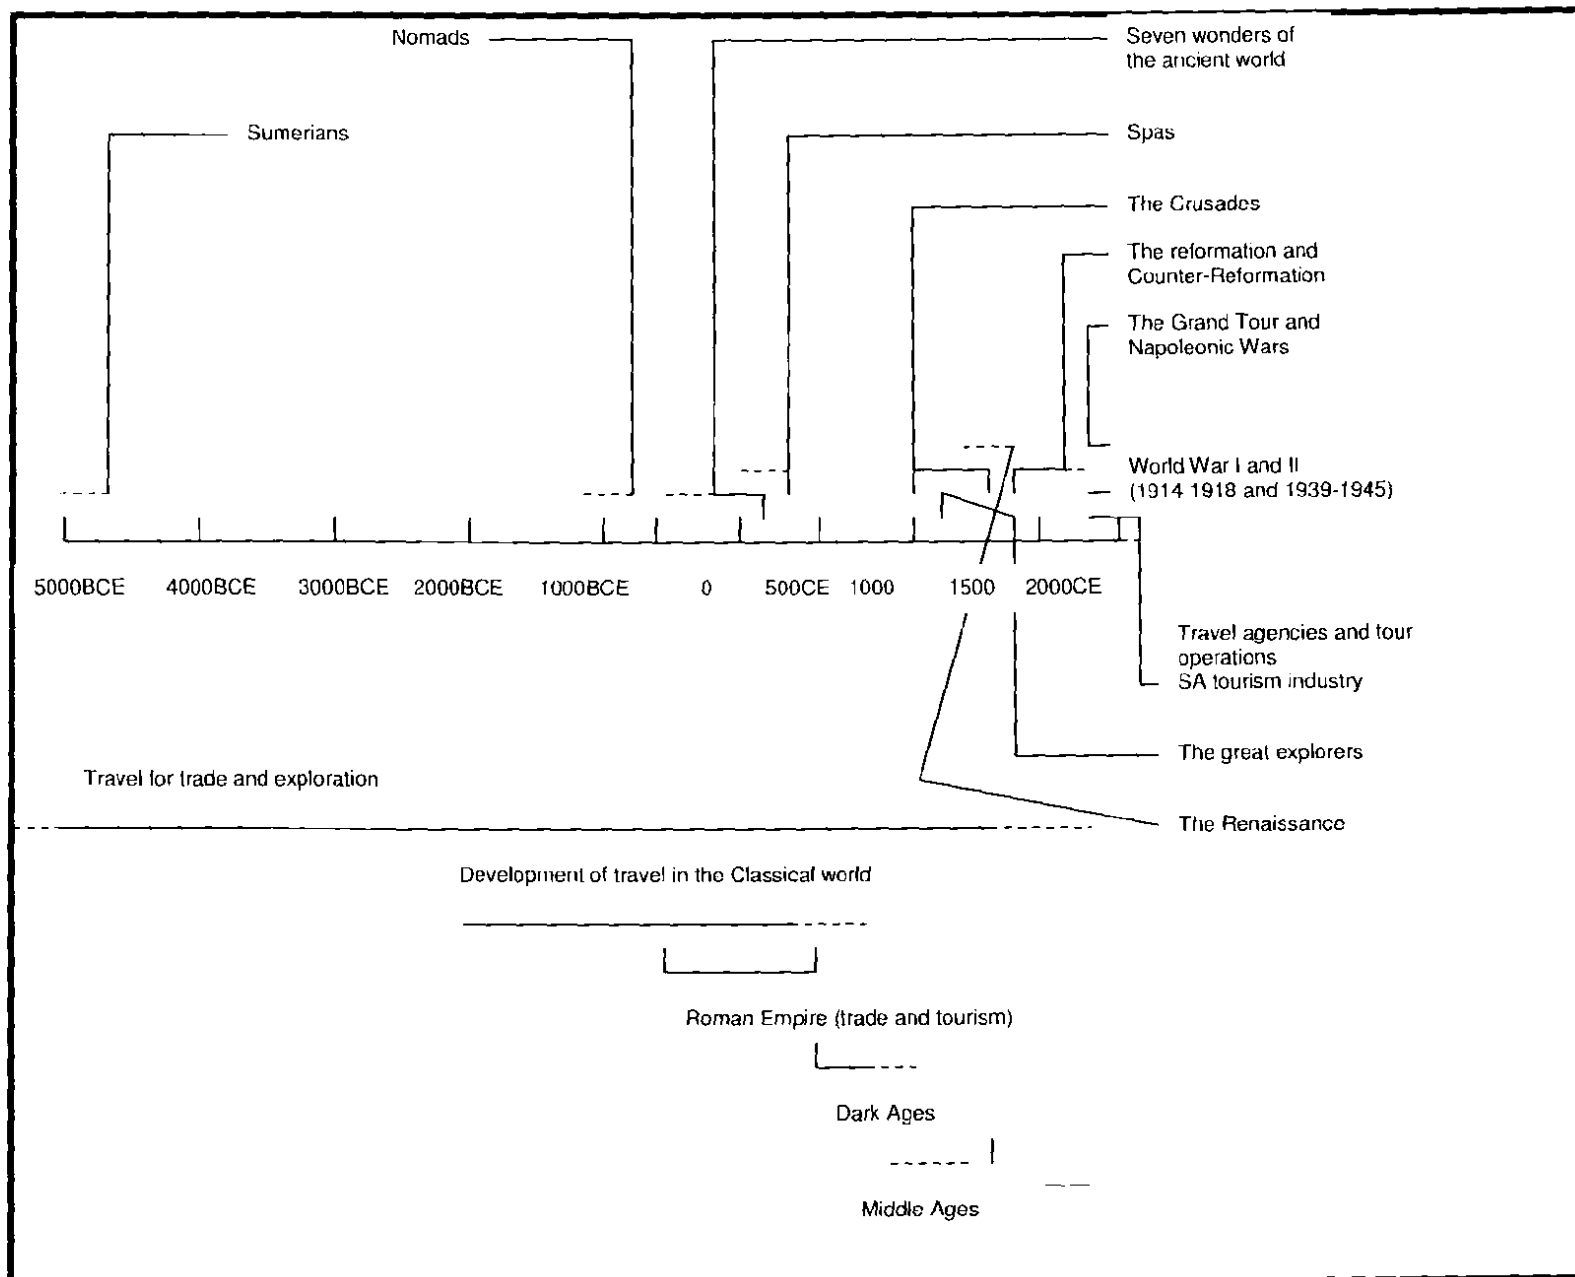 Nomads
Seven wonders of
the ancient world
Sumerians
Spas
The Crusades
The reformation and
Counter-Reformation
The Grand Tour and
Napoleonic Wars
World War I and II
(1914 1918 and 1939-1945)
5000BCE 4000BCE 3000BCE 2000BCE 1000BCE 0 500CE 1000 1500 2000CE
Travel agencies and tour
operations
SA tourism industry
The great explorers
Travel for trade and exploration
The Renaissance
Development of travel in the Classical world
Roman Empire (trade and tourism)
Dark Ages
Middle Ages